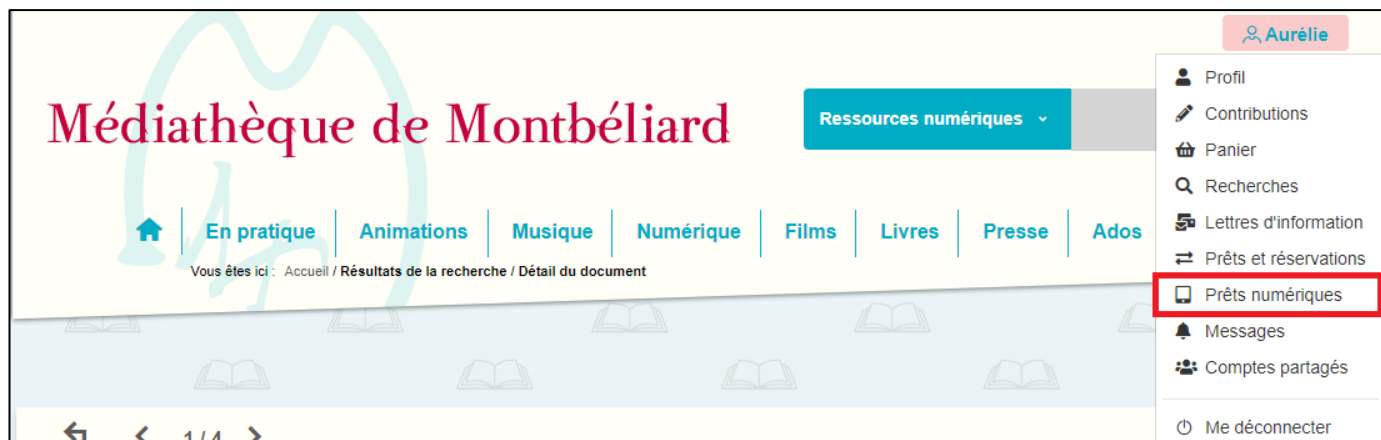 Aurélie
Médiathèque de Montbéliard
Ressources numériques
En pratique
Animations
Musique
Numérique
Films
Livres
Presse
Ados
Vous êtes ici : Accueil / Résultats de la recherche / Détail du document
Profil
Contributions
Panier
Recherches
Lettres d'information
Prêts et réservations
Prêts numériques
Messages
Comptes partagés
Me déconnecter
1/4